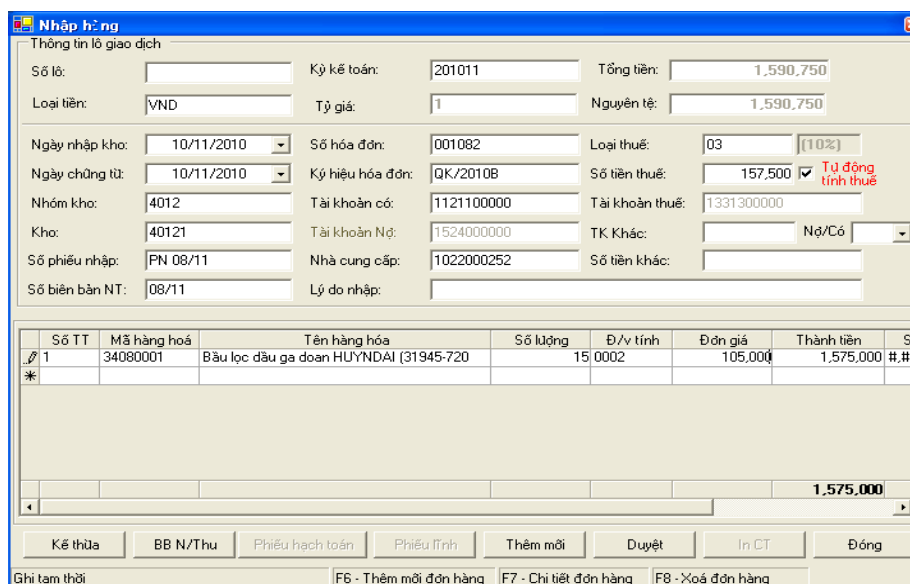 Nhập hàng
Thông tin lô giao dịch
Số lô: Kỳ kế toán: 201011 Tổng tiền: 1,590,750
Loại tiền: VND Tỷ giá: 1 Nguyên tệ: 1,590,750
Ngày nhập kho: 10/11/2010 Số hóa đơn: 001082 Loại thuế: 03 (10%)
Ngày chứng từ: 10/11/2010 Ký hiệu hóa đơn: QK/2010B Số tiền thuế: 157,500 Tự động tính thuế
Nhóm kho: 4012 Tài khoản có: 1121100000 Tài khoản thuế: 1331300000
Kho: 40121 Tài khoản Nợ: 1524000000 TK Khác: Nợ/Có
Số phiếu nhập: PN 08/11 Nhà cung cấp: 1022000252 Số tiền khác:
Số biên bản NT: 08/11 Lý do nhập:
Số TT Mã hàng hoá Tên hàng hóa Số lượng Đ/v tính Đơn giá Thành tiền S
1 34080001 Bầu lọc dầu ga doan HUYNDAI (31945-720 15 0002 105,000 1,575,000 #,#
1,575,000
Kế thừa BB N/Thu Phiếu hạch toán Phiếu lĩnh Thêm mới Duyệt In CT Đóng
Ghi tam thời F6 - Thêm mới đơn hàng F7 - Chi tiết đơn hàng F8 - Xoá đơn hàng